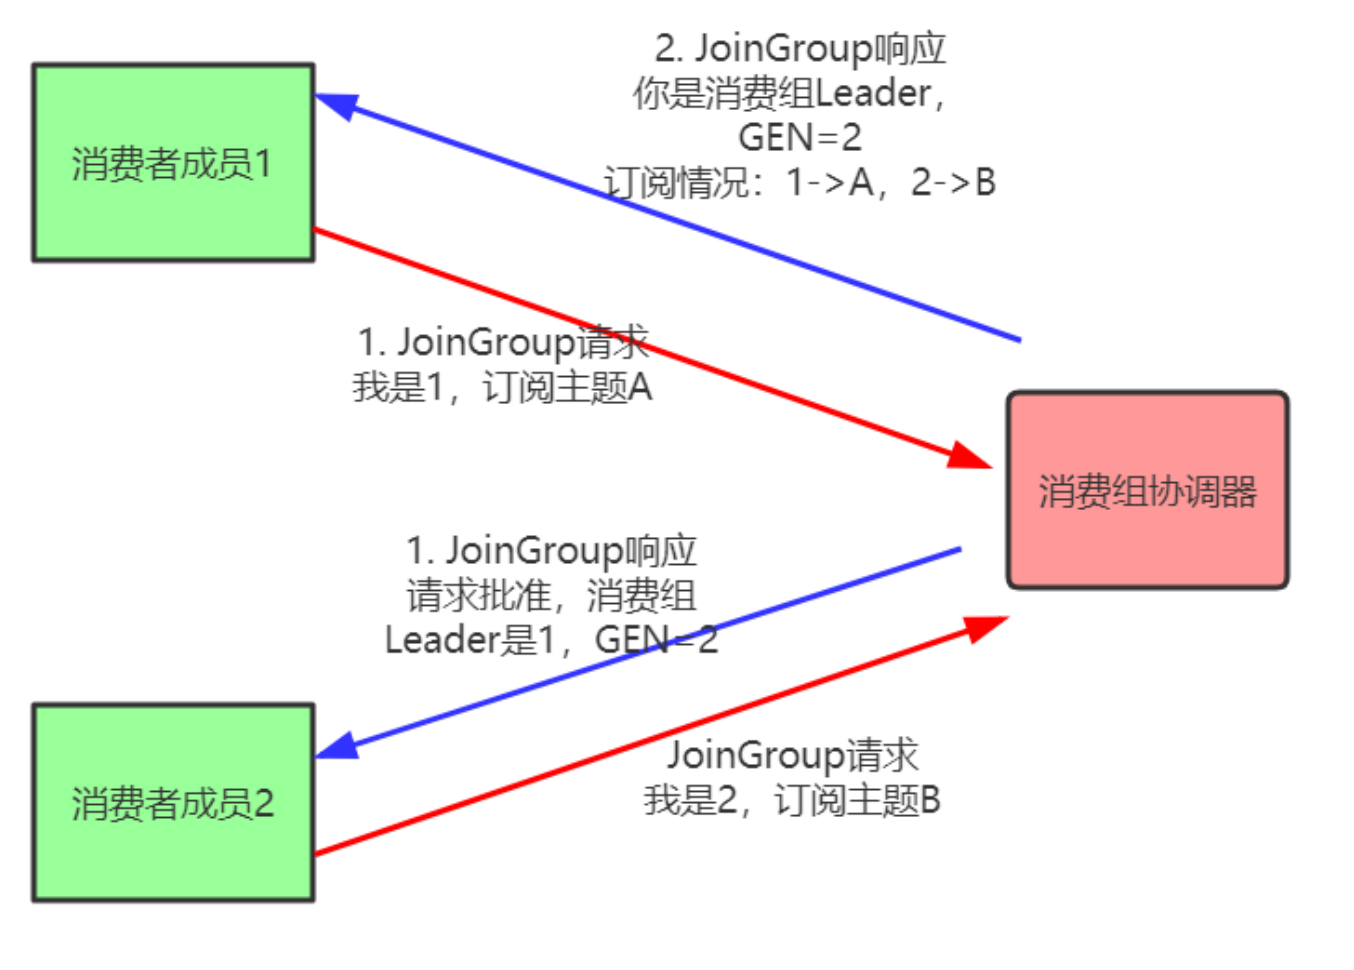 2. JoinGroup响应
你是消费组Leader，
GEN=2
订阅情况：1->A，2->B
消费者成员1
1. JoinGroup请求
我是1，订阅主题A
消费组协调器
1. JoinGroup响应
请求批准，消费组
Leader是1，GEN=2
JoinGroup请求
我是2，订阅主题B
消费者成员2